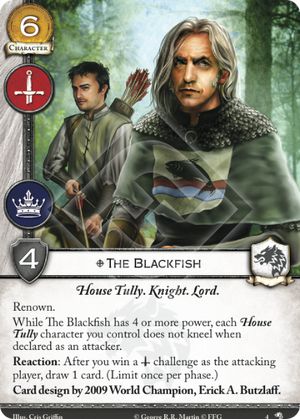 6
CHARACTER
4
THE BLACKFISH
House Tully. Knight. Lord.
Renown.
While The Blackfish has 4 or more power, each House
Tully character you control does not kneel when
declared as an attacker.
Reaction: After you win a challenge as the attacking
player, draw 1 card. (Limit once per phase.)
Card design by 2009 World Champion, Erick A. Butzlaff.
Illus. Cris Griffin © George R.R. Martin © FFG 4